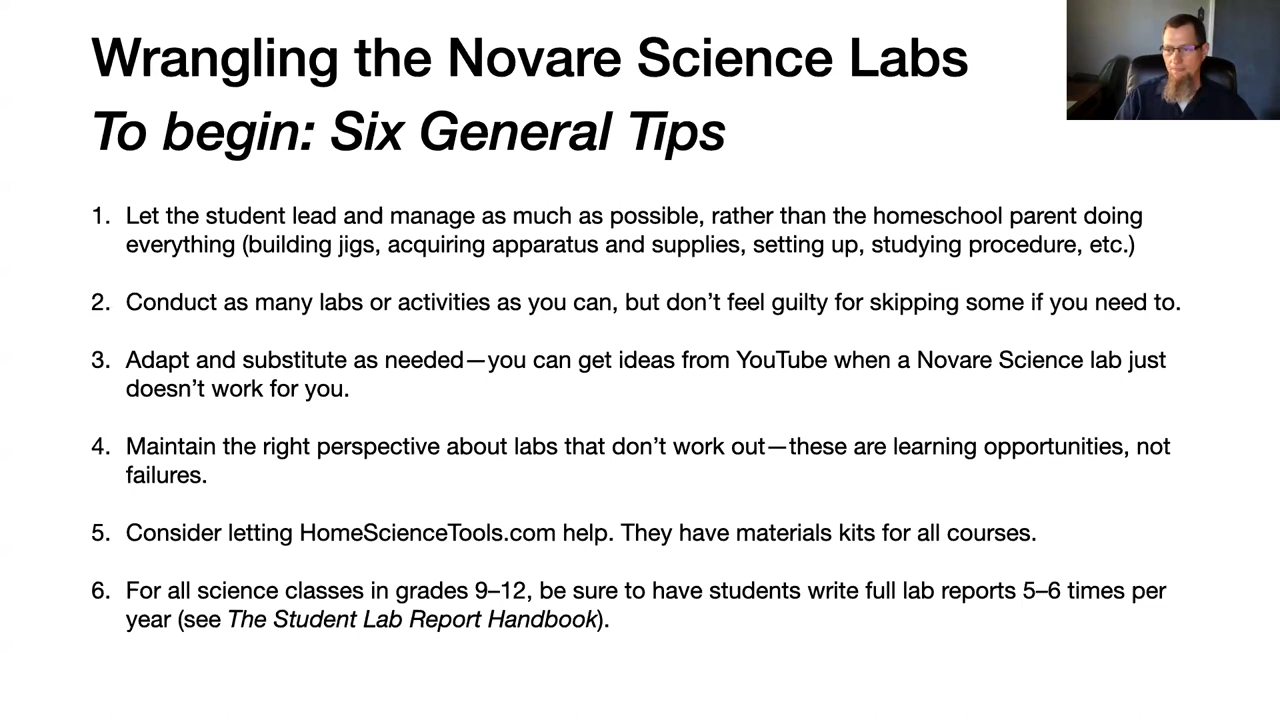 Wrangling the Novare Science Labs
To begin: Six General Tips
1. Let the student lead and manage as much as possible, rather than the homeschool parent doing
everything (building jigs, acquiring apparatus and supplies, setting up, studying procedure, etc.)
2. Conduct as many labs or activities as you can, but don’t feel guilty for skipping some if you need to.
3. Adapt and substitute as needed—you can get ideas from YouTube when a Novare Science lab just
doesn’t work for you.
4. Maintain the right perspective about labs that don’t work out—these are learning opportunities, not
failures.
5. Consider letting HomeScienceTools.com help. They have materials kits for all courses.
6. For all science classes in grades 9–12, be sure to have students write full lab reports 5–6 times per
year (see The Student Lab Report Handbook).